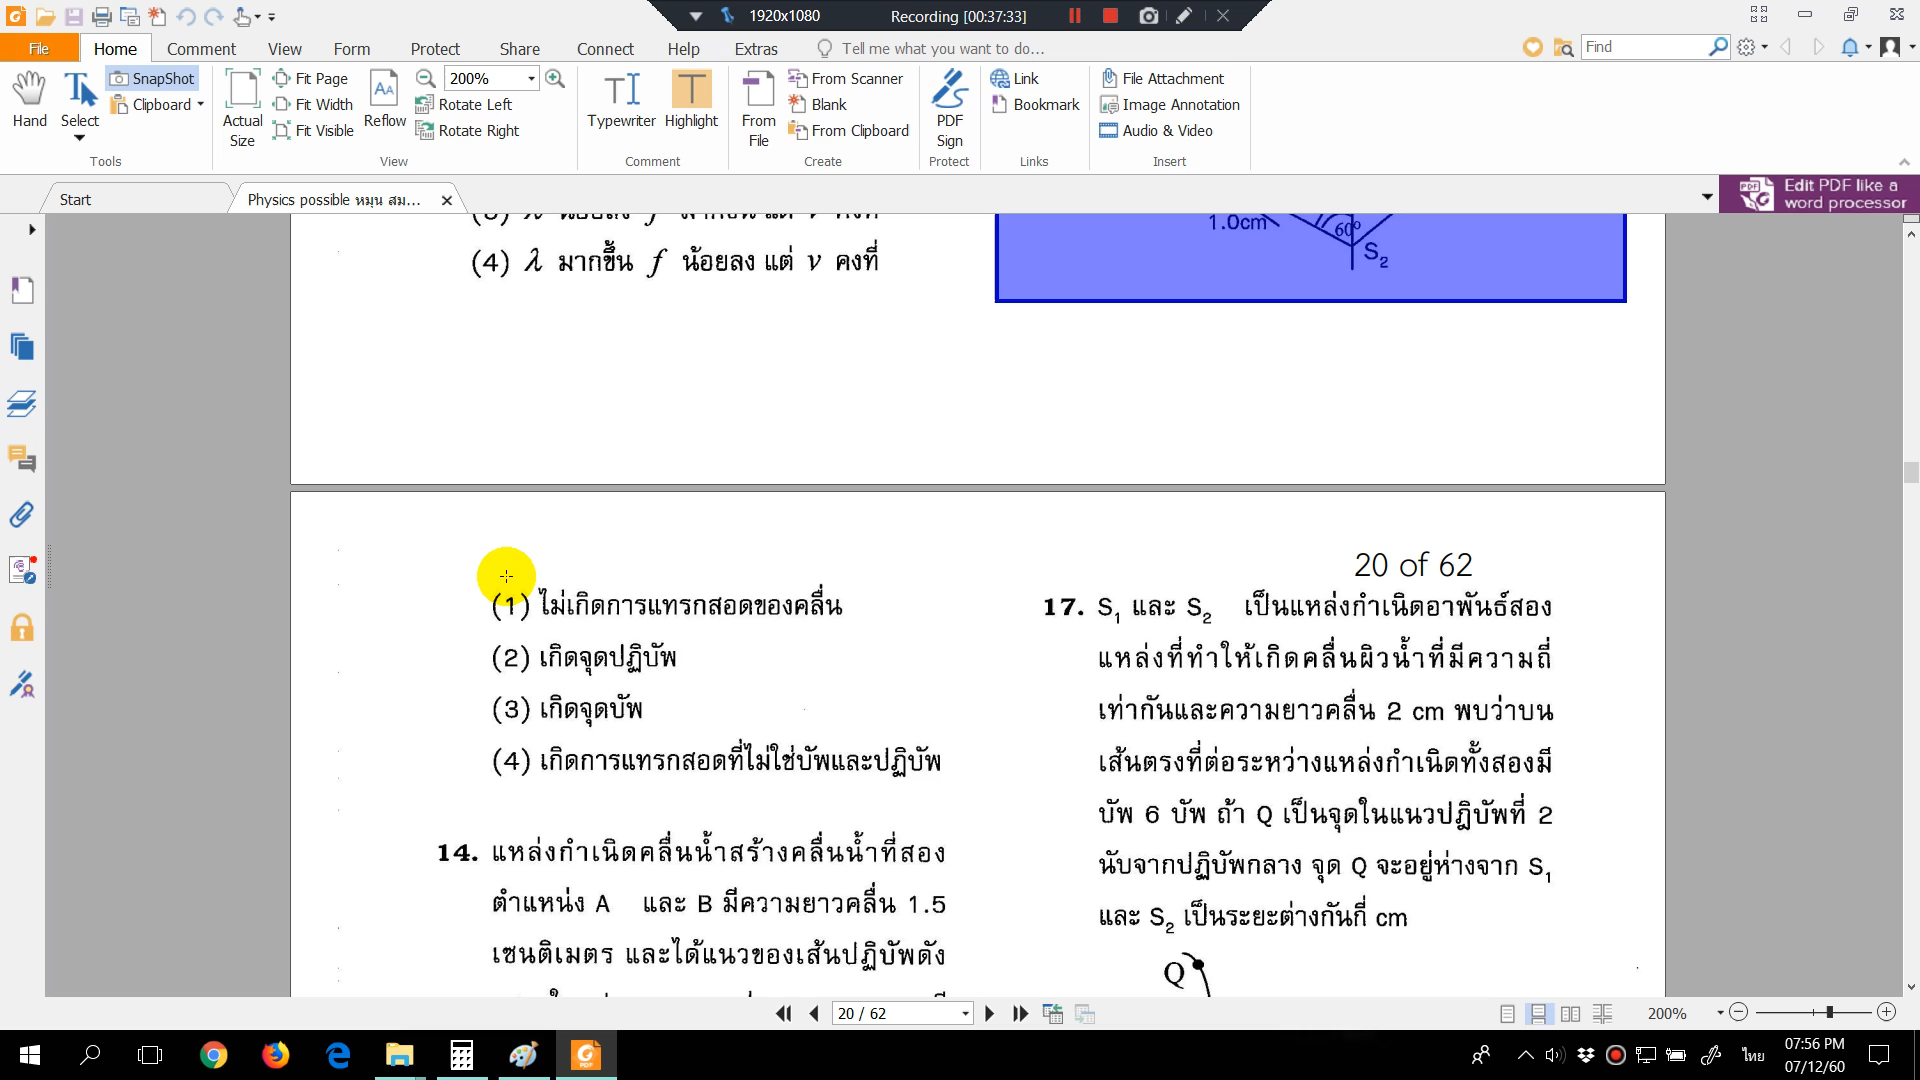 1920x1080
Recording [00:37:33]
File
Home
Comment
View
Form
Protect
Share
Connect
Help
Extras
Tell me what you want to do...
Find
Hand
Select
SnapShot
Clipboard
Tools
Actual Size
Fit Page
Fit Width
Fit Visible
Reflow
200%
Rotate Left
Rotate Right
View
Typewriter
Highlight
Comment
From File
From Scanner
Blank
From Clipboard
Create
PDF Sign
Protect
Link
Bookmark
Links
File Attachment
Image Annotation
Audio & Video
Insert
Start
Physics possible หมุน สม...
Edit PDF like a
word processor
(4) λ มากขึ้น f น้อยลง แต่ v คงที่
1.0cm
60°
S₂
20 of 62
(1) ไม่เกิดการแทรกสอดของคลื่น
(2) เกิดจุดปฏิบัพ
(3) เกิดจุดบัพ
(4) เกิดการแทรกสอดที่ไม่ใช่บัพและปฏิบัพ
14. แหล่งกำเนิดคลื่นน้ำสร้างคลื่นน้ำที่สอง
ตำแหน่ง A และ B มีความยาวคลื่น 1.5
เซนติเมตร และได้แนวของเส้นปฏิบัพดัง
17. S₁ และ S₂ เป็นแหล่งกำเนิดอาพันธ์สอง
แหล่งที่ทำให้เกิดคลื่นผิวน้ำที่มีความถี่
เท่ากันและความยาวคลื่น 2 cm พบว่าบน
เส้นตรงที่ต่อระหว่างแหล่งกำเนิดทั้งสองมี
บัพ 6 บัพ ถ้า Q เป็นจุดในแนวปฏิบัพที่ 2
นับจากปฏิบัพกลาง จุด Q จะอยู่ห่างจาก S₁
และ S₂ เป็นระยะต่างกันกี่ cm
Q
20 / 62
200%
ไทย
07:56 PM
07/12/60